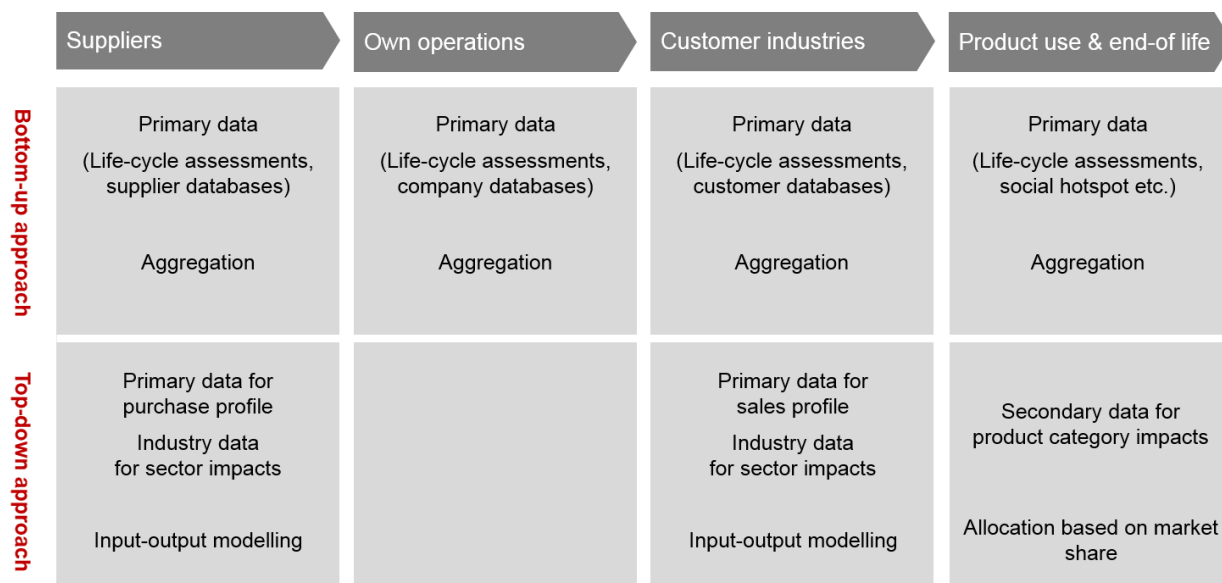 Suppliers
Own operations
Customer industries
Product use & end-of life
Bottom-up approach
Primary data
(Life-cycle assessments,
supplier databases)
Aggregation
Primary data
(Life-cycle assessments,
company databases)
Aggregation
Primary data
(Life-cycle assessments,
customer databases)
Aggregation
Primary data
(Life-cycle assessments,
social hotspot etc.)
Aggregation
Top-down approach
Primary data for
purchase profile
Industry data
for sector impacts
Input-output modelling
Primary data for
sales profile
Industry data
for sector impacts
Input-output modelling
Secondary data for
product category impacts
Allocation based on market
share